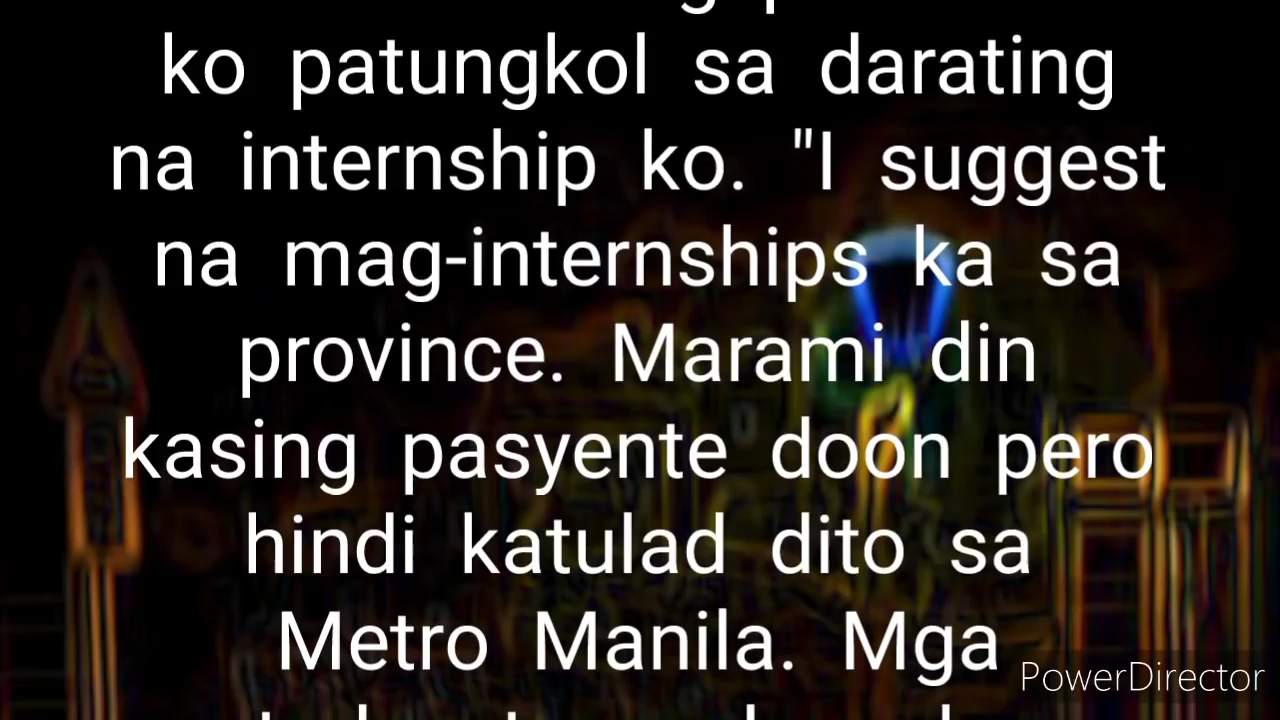 ko patungkol sa darating
na internship ko. "I suggest
na mag-internships ka sa
province. Marami din
kasing pasyente doon pero
hindi katulad dito sa
Metro Manila. Mga
PowerDirector